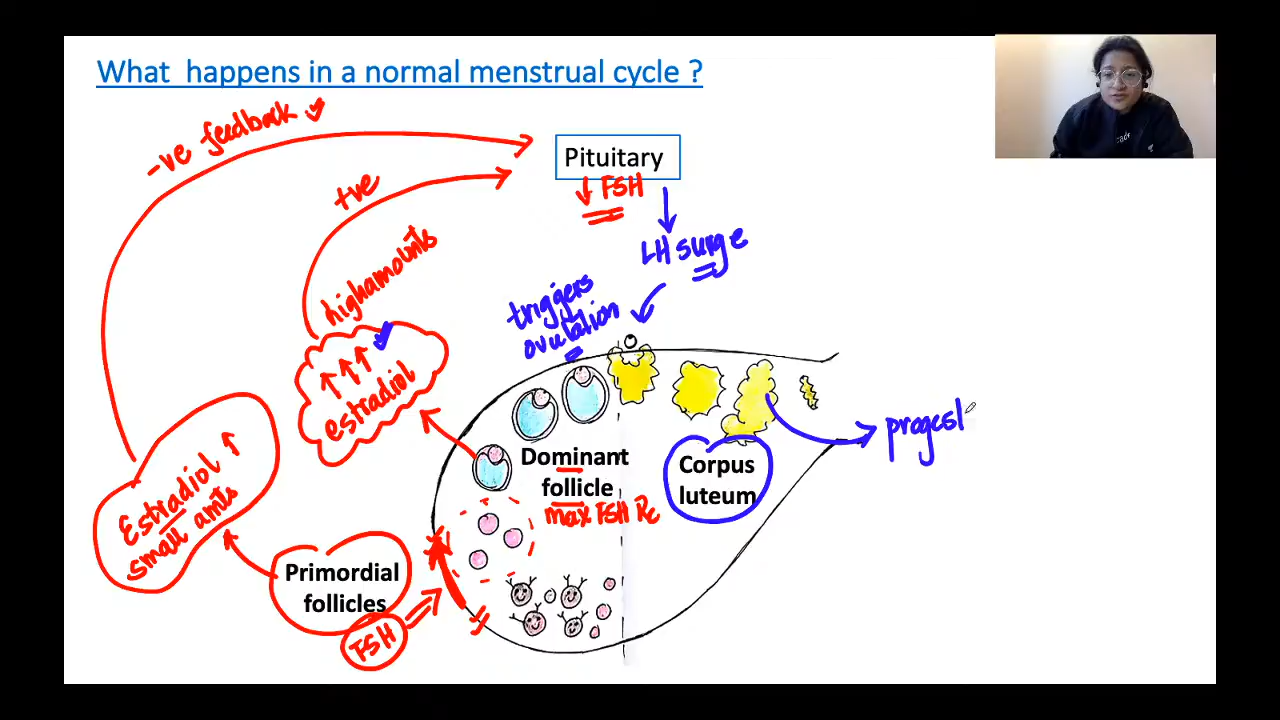 What happens in a normal menstrual cycle ?
-ve feedback
Pituitary
↓ FSH
+ve
LH surge
high amounts
triggers
ovulation
↑↑↑
estradiol
progest
Dominant
follicle
max FSH Rc
Corpus
luteum
Estradiol ↑
small amts
Primordial
follicles
FSH